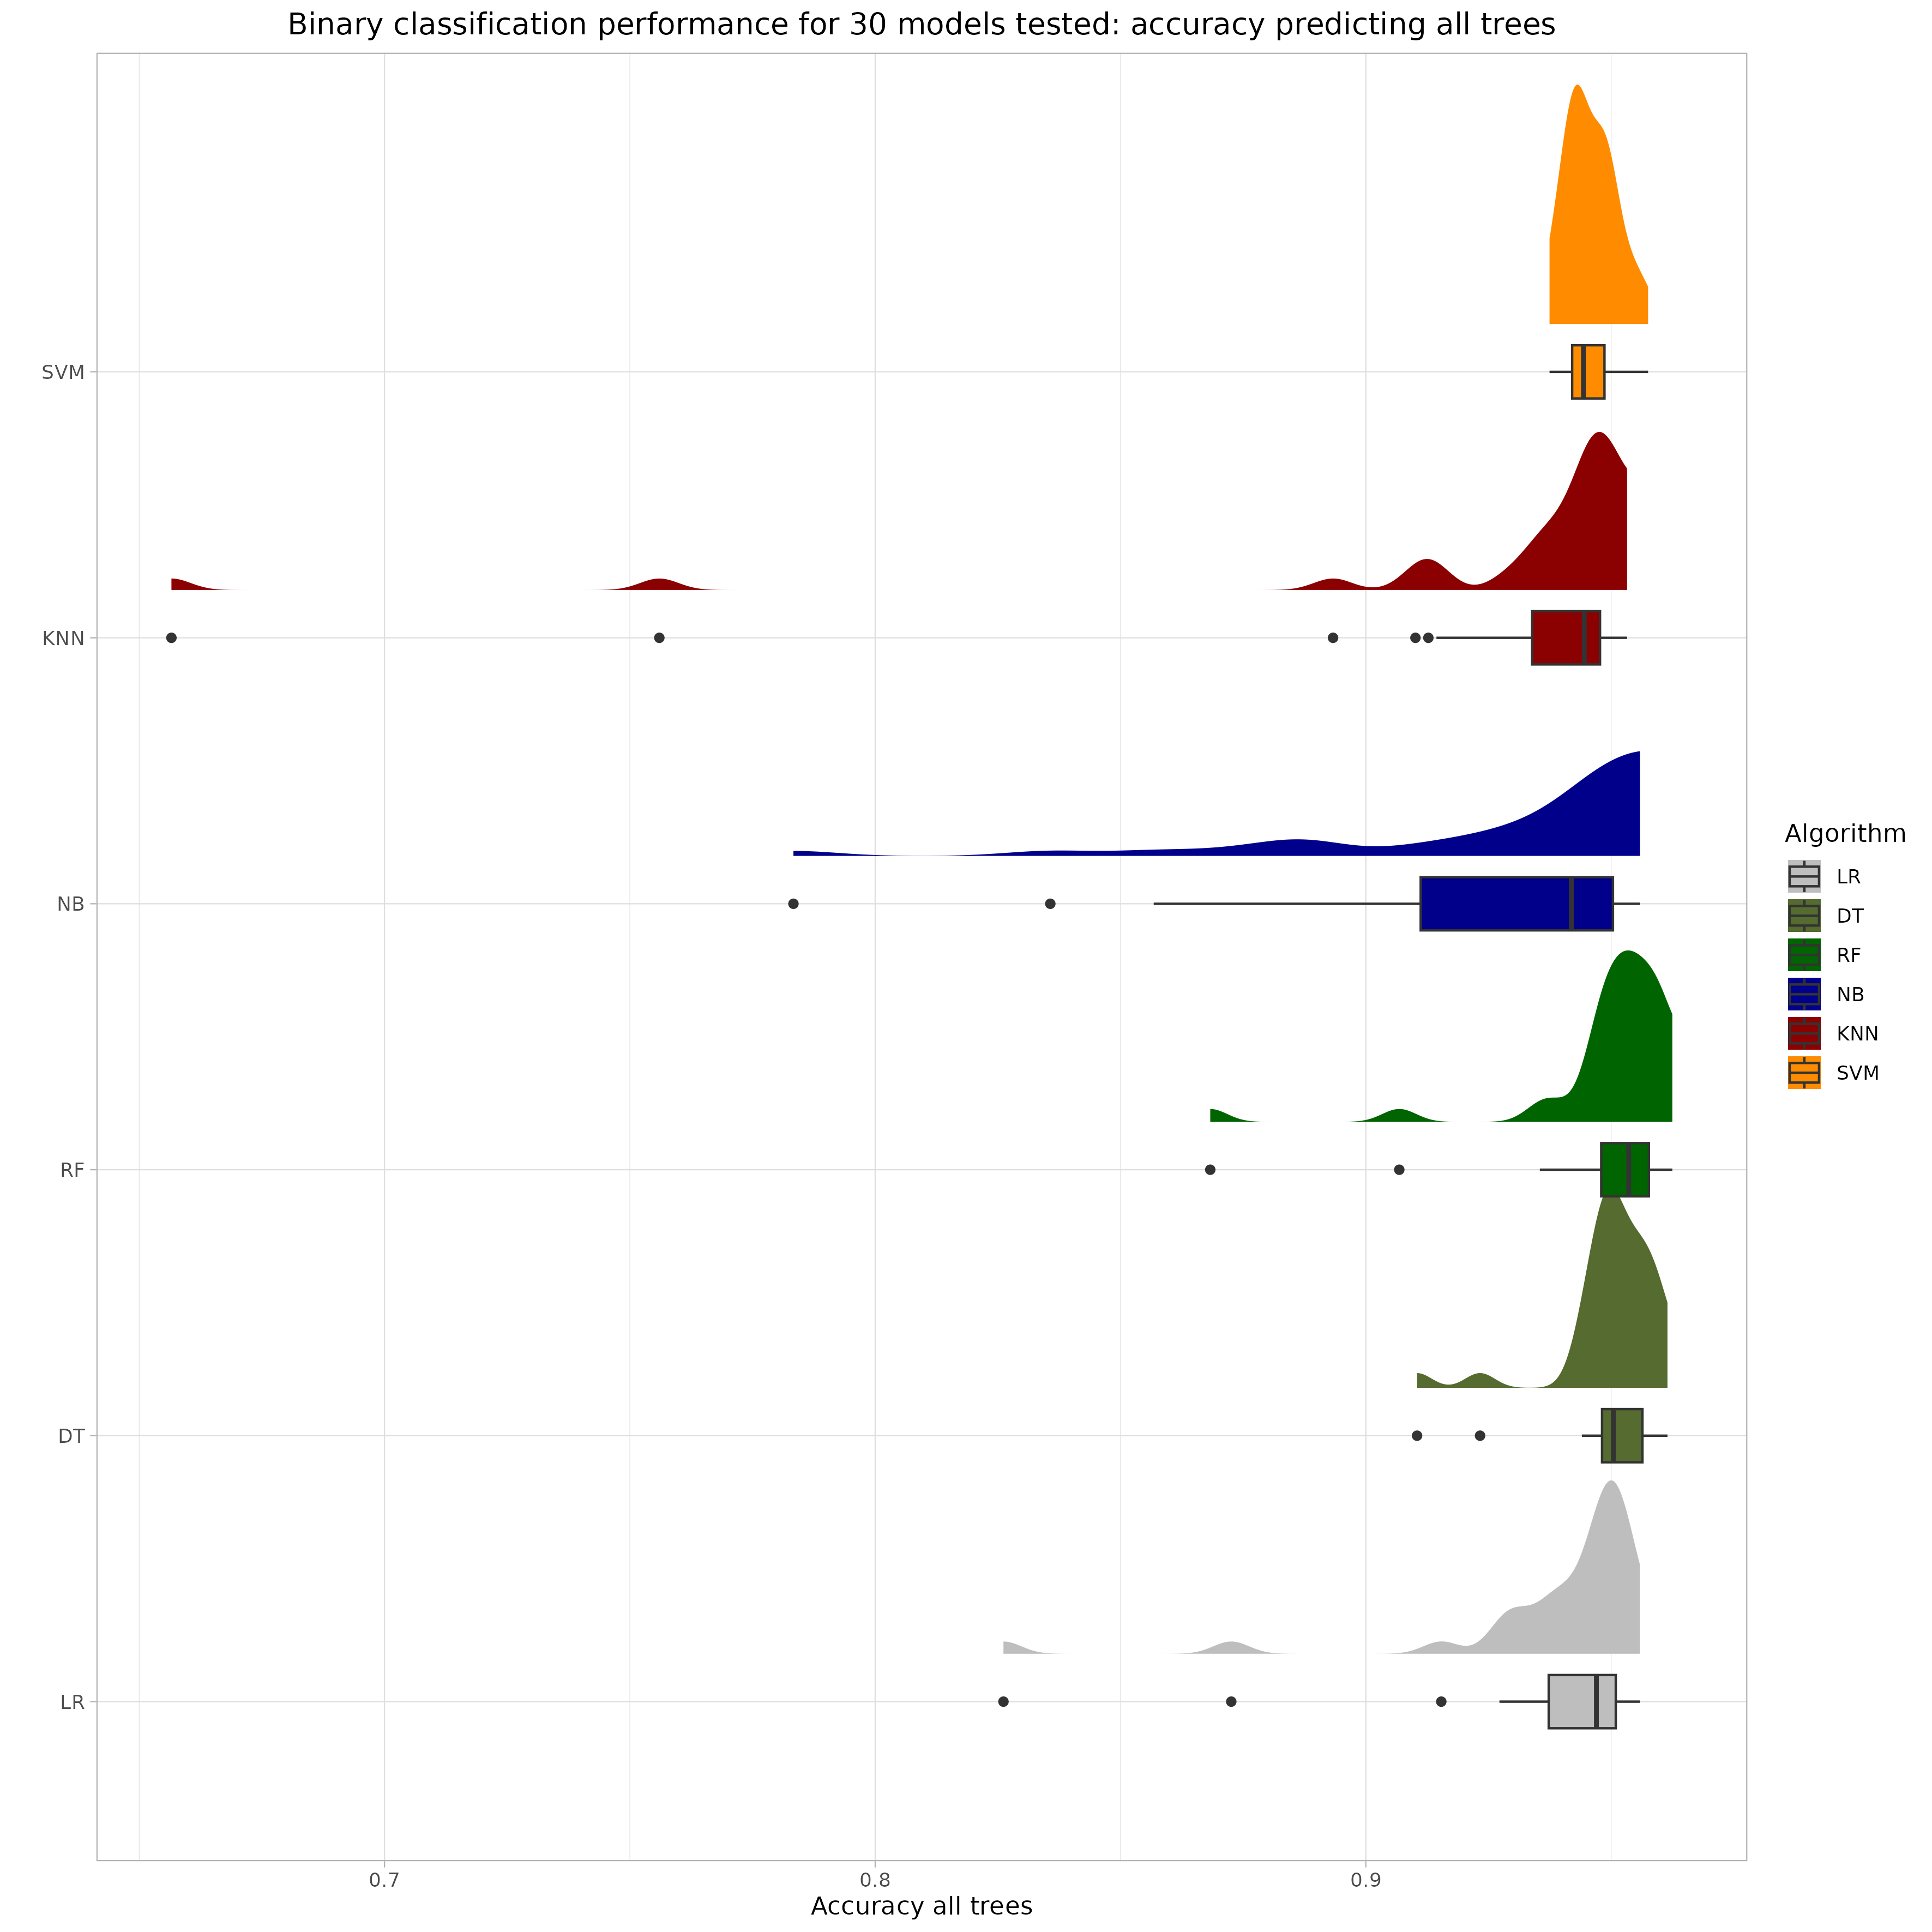 Binary classification performance for 30 models tested: accuracy predicting all trees
SVM
KNN
NB
RF
DT
LR
0.7
0.8
0.9
Accuracy all trees
Algorithm
LR
DT
RF
NB
KNN
SVM